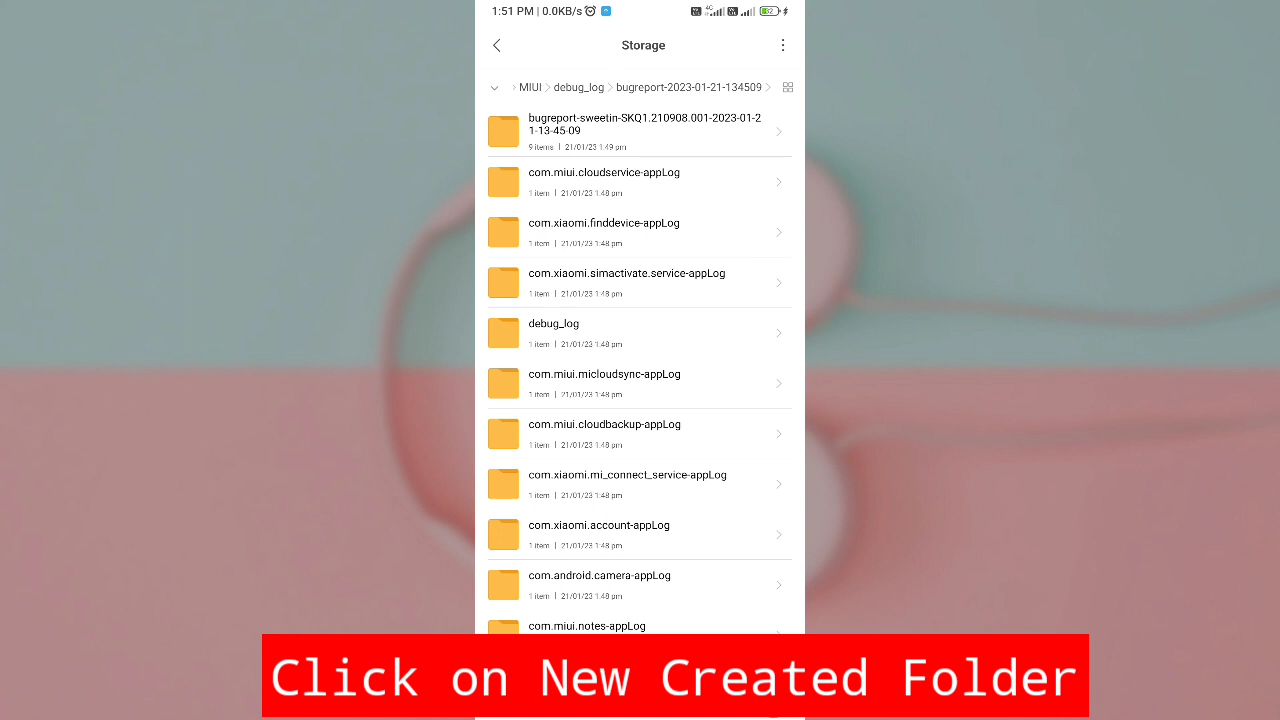 1:51 PM | 0.0KB/s
4G
Storage
MIUI debug_log bugreport-2023-01-21-134509
bugreport-sweetin-SKQ1.210908.001-2023-01-2
1-13-45-09
9 items | 21/01/23 1:49 pm
com.miui.cloudservice-appLog
1 item | 21/01/23 1:48 pm
com.xiaomi.finddevice-appLog
1 item | 21/01/23 1:48 pm
com.xiaomi.simactivate.service-appLog
1 item | 21/01/23 1:48 pm
debug_log
1 item | 21/01/23 1:48 pm
com.miui.micloudsync-appLog
1 item | 21/01/23 1:48 pm
com.miui.cloudbackup-appLog
1 item | 21/01/23 1:48 pm
com.xiaomi.mi_connect_service-appLog
1 item | 21/01/23 1:48 pm
com.xiaomi.account-appLog
1 item | 21/01/23 1:48 pm
com.android.camera-appLog
1 item | 21/01/23 1:48 pm
com.miui.notes-appLog
Click on New Created Folder